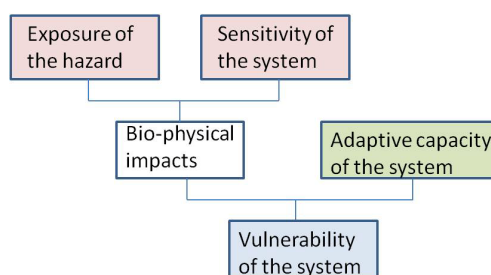 Exposure of
the hazard
Sensitivity of
the system
Bio-physical
impacts
Adaptive capacity
of the system
Vulnerability
of the system